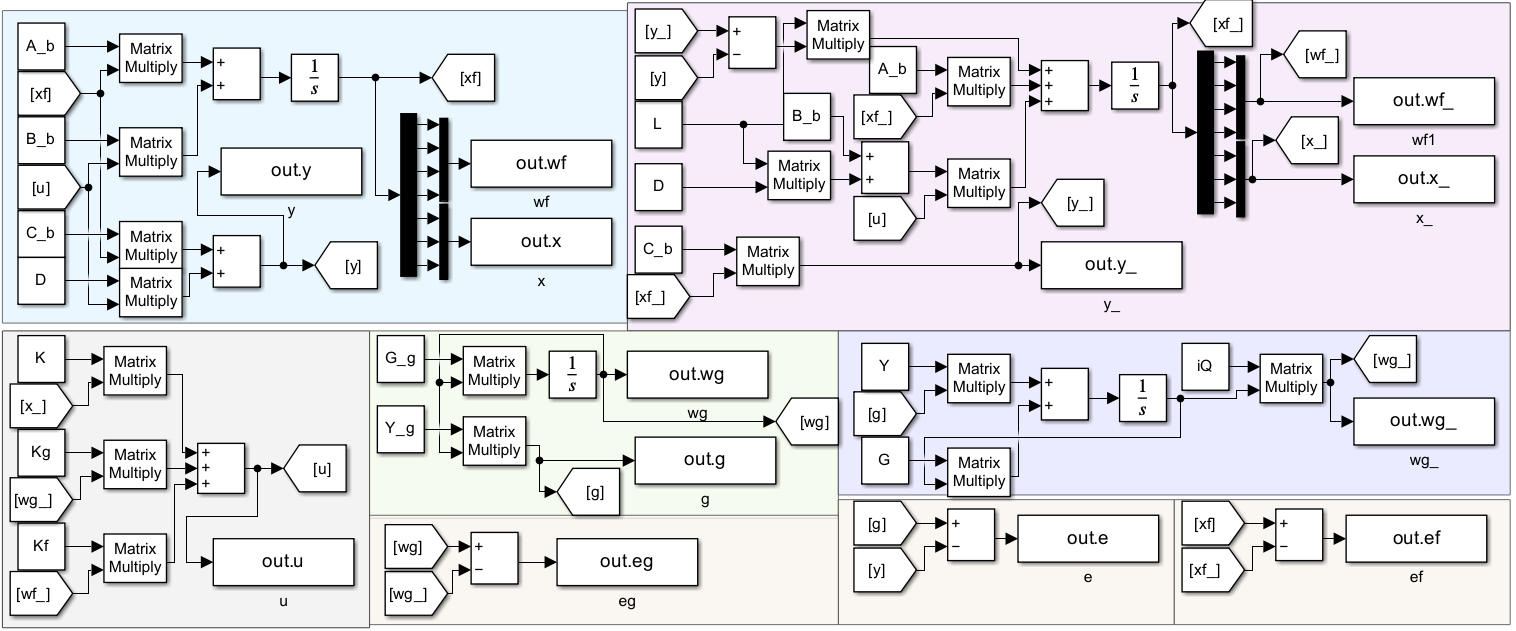 A_b
[xf]
B_b
[u]
C_b
D
Matrix
Multiply
Matrix
Multiply
Matrix
Multiply
Matrix
Multiply
+
+
+
+
1
s
[xf]
out.y
y
[y]
out.wf
wf
out.x
x
[y_]
[y]
L
D
C_b
[xf_]
+
−
Matrix
Multiply
A_b
[xf_]
B_b
Matrix
Multiply
Matrix
Multiply
+
+
[u]
Matrix
Multiply
Matrix
Multiply
+
+
+
1
s
[xf_]
[wf_]
out.wf_
wf1
[x_]
out.x_
x_
[y_]
out.y_
y_
K
[x_]
Kg
[wg_]
Kf
[wf_]
Matrix
Multiply
Matrix
Multiply
Matrix
Multiply
+
+
+
[u]
out.u
u
G_g
Y_g
Matrix
Multiply
Matrix
Multiply
1
s
out.wg
wg
[wg]
out.g
g
[g]
Y
[g]
G
Matrix
Multiply
Matrix
Multiply
+
+
1
s
iQ
Matrix
Multiply
[wg_]
out.wg_
wg_
[wg]
[wg_]
+
−
out.eg
eg
[g]
[y]
+
−
out.e
e
[xf]
[xf_]
+
−
out.ef
ef